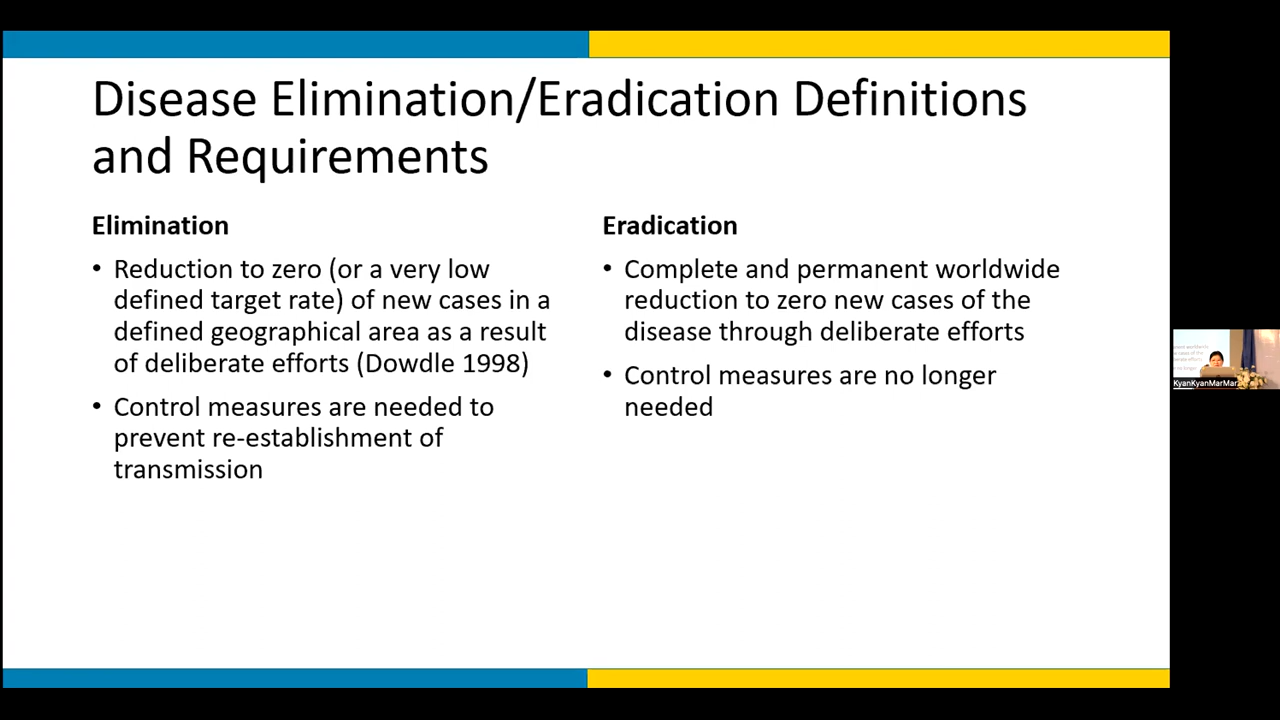 Disease Elimination/Eradication Definitions
and Requirements
Elimination
• Reduction to zero (or a very low
defined target rate) of new cases in a
defined geographical area as a result
of deliberate efforts (Dowdle 1998)
• Control measures are needed to
prevent re-establishment of
transmission
Eradication
• Complete and permanent worldwide
reduction to zero new cases of the
disease through deliberate efforts
• Control measures are no longer
needed
KyanKyanMarMar